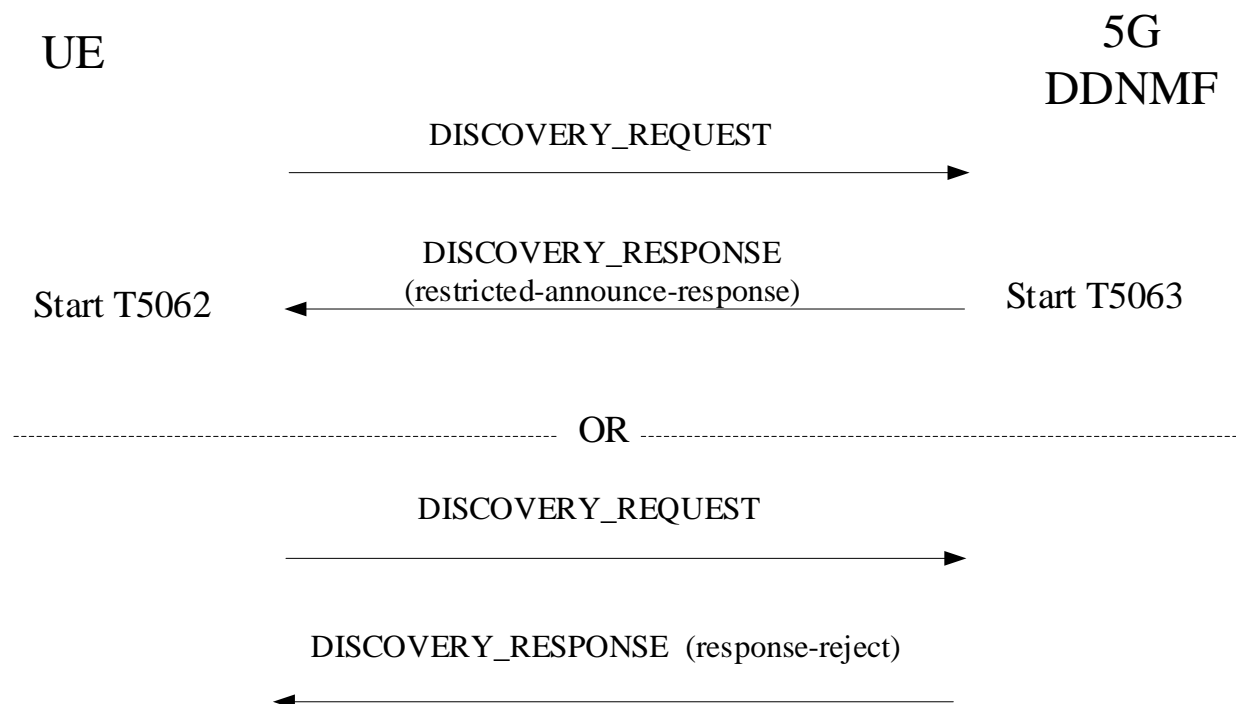 UE
5G
DDNMF
DISCOVERY_REQUEST
DISCOVERY_RESPONSE
(restricted-announce-response)
Start T5062
Start T5063
OR
DISCOVERY_REQUEST
DISCOVERY_RESPONSE (response-reject)